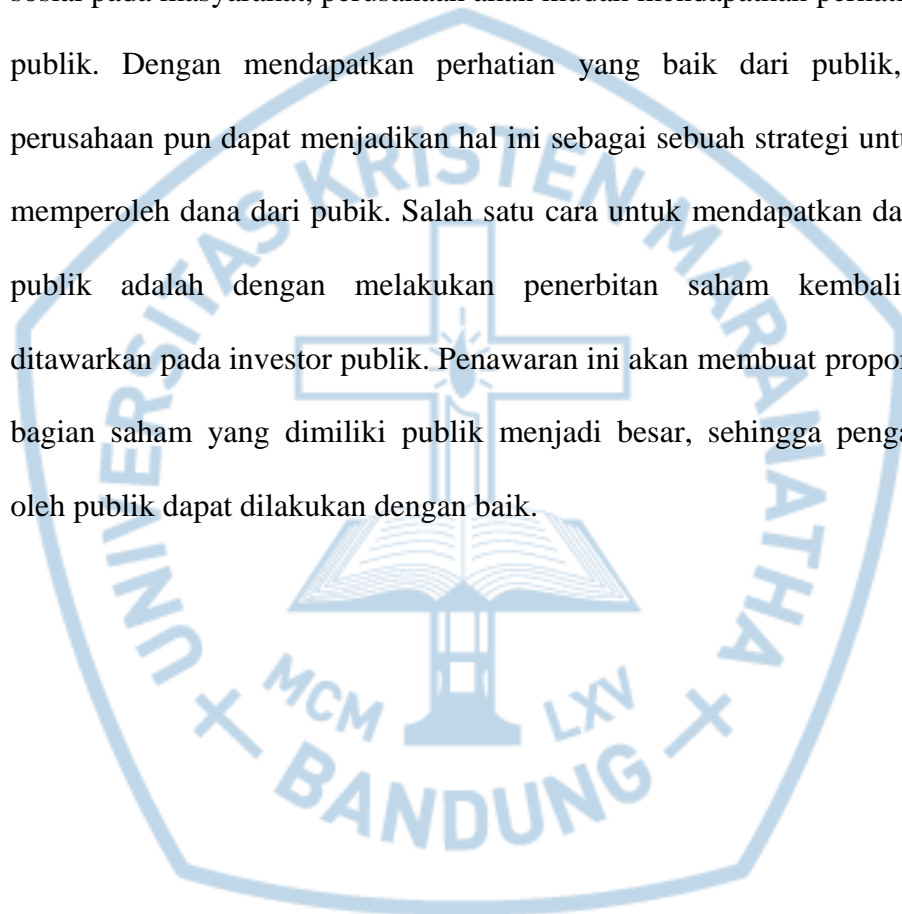 publik. Dengan mendapatkan perhatian yang baik dari publik,
perusahaan pun dapat menjadikan hal ini sebagai sebuah strategi
memperoleh dana dari pubik. Salah satu cara untuk mendapatkan
publik adalah dengan melakukan penerbitan saham kembali
ditawarkan pada investor publik. Penawaran ini akan membuat
bagian saham yang dimiliki publik menjadi besar, sehingga
oleh publik dapat dilakukan dengan baik.
UNIVERSITAS KRISTEN MARANATHA
MCM LXV
BANDUNG